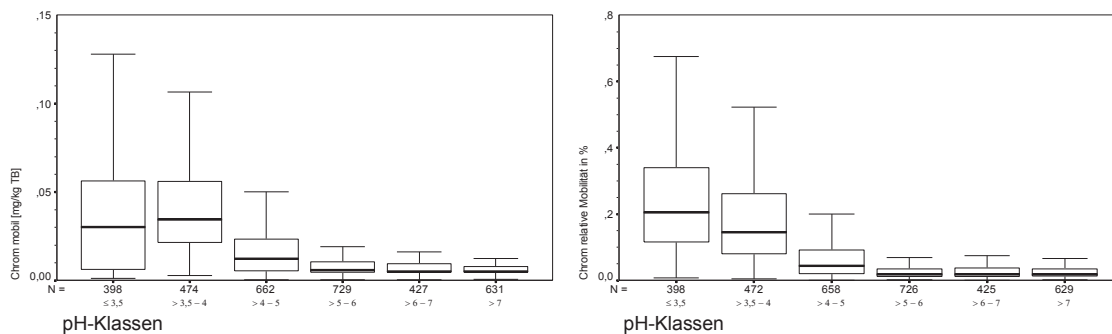 Chrom mobil [mg/kg TB]
,15
,10
,05
0,00
N = 398 474 662 729 427 631
≤ 3,5 > 3,5 – 4 > 4 – 5 > 5 – 6 > 6 – 7 > 7
pH-Klassen
Chrom relative Mobilität in %
,8
,6
,4
,2
0,0
N = 398 472 658 726 425 629
≤ 3,5 > 3,5 – 4 > 4 – 5 > 5 – 6 > 6 – 7 > 7
pH-Klassen